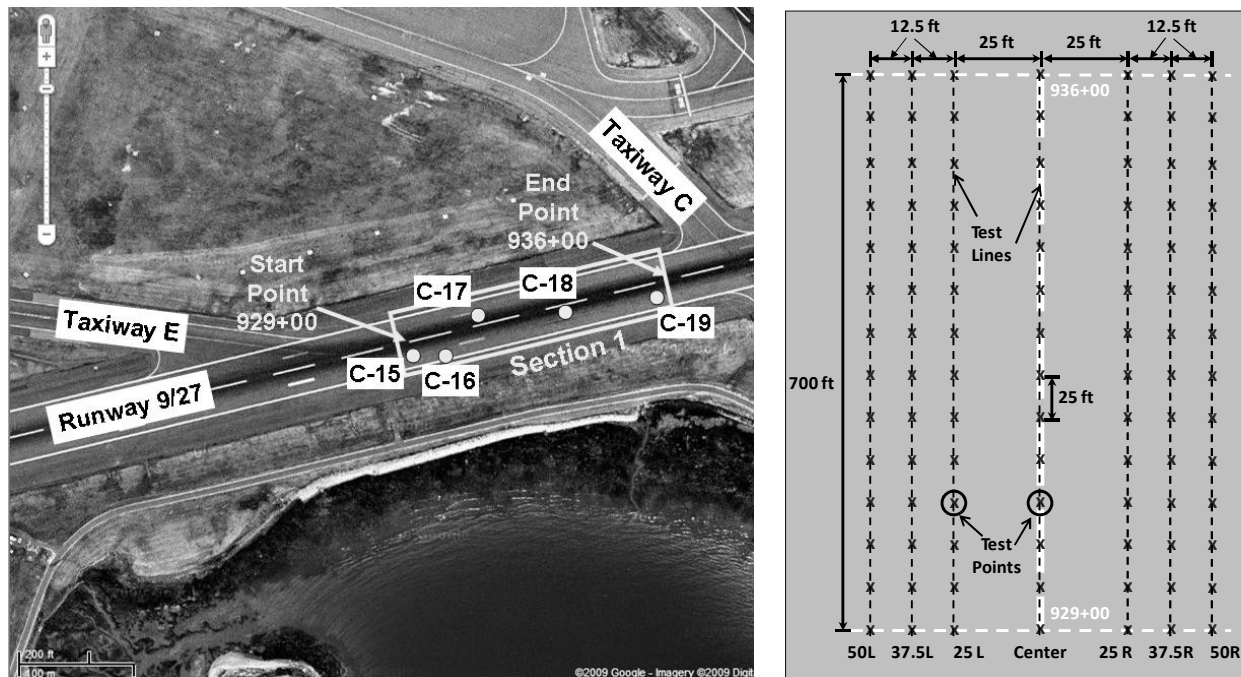 +
−
Taxiway C
End
Point
936+00
Start
Point
929+00
C-17
C-18
Taxiway E
C-19
C-15
C-16
Section 1
Runway 9/27
200 ft
100 m
©2009 Google - Imagery ©2009 Digit
12.5 ft
25 ft
25 ft
12.5 ft
936+00
Test
Lines
700 ft
25 ft
Test
Points
929+00
50L 37.5L 25 L Center 25 R 37.5R 50R